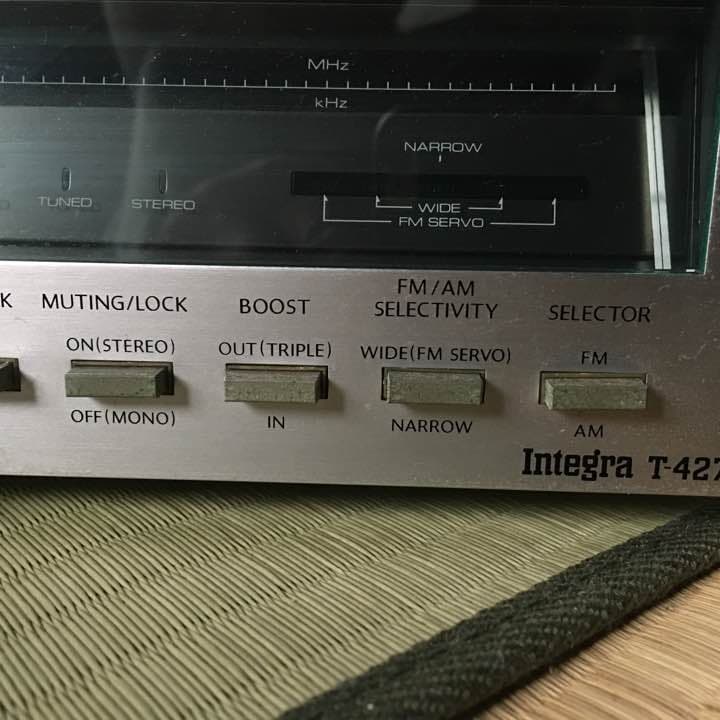 MHz
kHz
NARROW
TUNED
STEREO
WIDE
FM SERVO
K
MUTING/LOCK
BOOST
FM/AM
SELECTIVITY
SELECTOR
ON(STEREO)
OUT(TRIPLE)
WIDE(FM SERVO)
FM
OFF(MONO)
IN
NARROW
AM
Integra T-427